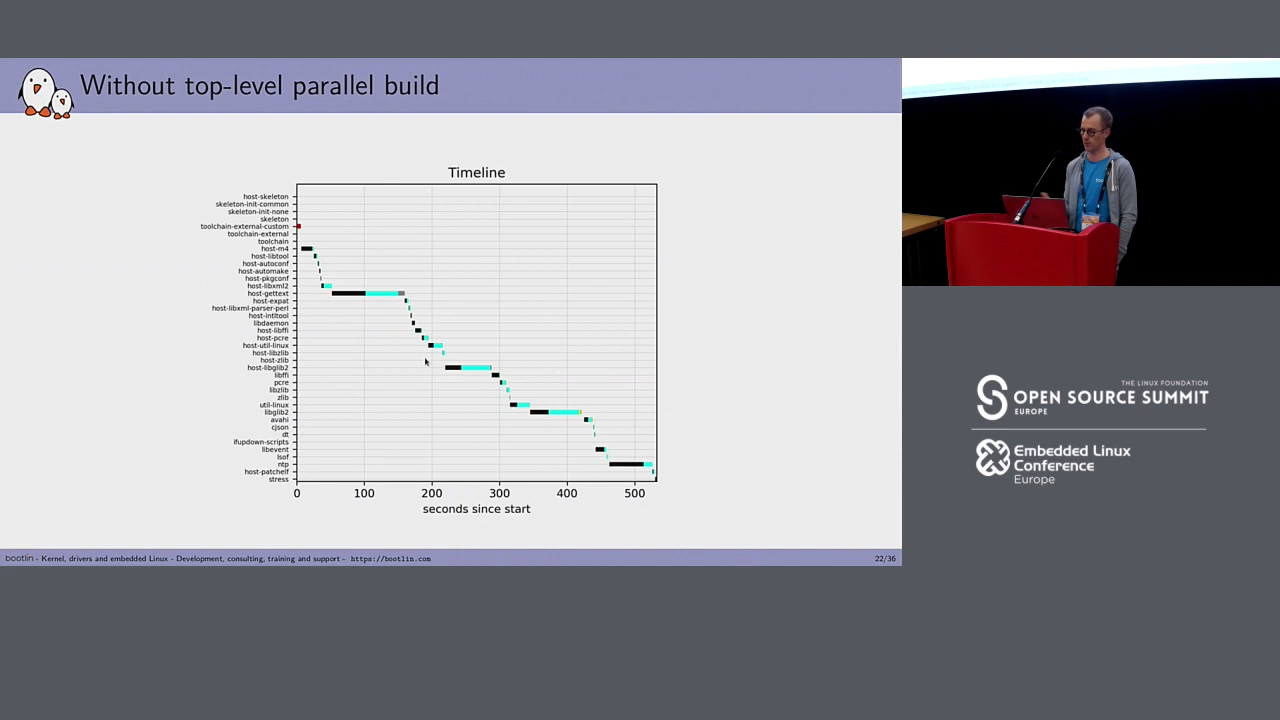 Without top-level parallel build
Timeline
host-skeleton
skeleton-init-common
skeleton-init-none
skeleton
toolchain-external-custom
toolchain-external
toolchain
host-m4
host-libtool
host-autoconf
host-automake
host-pkgconf
host-libxml2
host-gettext
host-expat
host-libxml-parser-perl
host-intltool
libdaemon
host-libffi
host-pcre
host-util-linux
host-libzlib
host-zlib
host-libglib2
libffi
pcre
libzlib
zlib
util-linux
libglib2
avahi
cjson
dt
ifupdown-scripts
libevent
lsof
ntp
host-patchelf
stress
0 100 200 300 400 500
seconds since start
bootlin - Kernel, drivers and embedded Linux - Development, consulting, training and support - https://bootlin.com
22/36
THE LINUX FOUNDATION
OPEN SOURCE SUMMIT
EUROPE
Embedded Linux
Conference
Europe